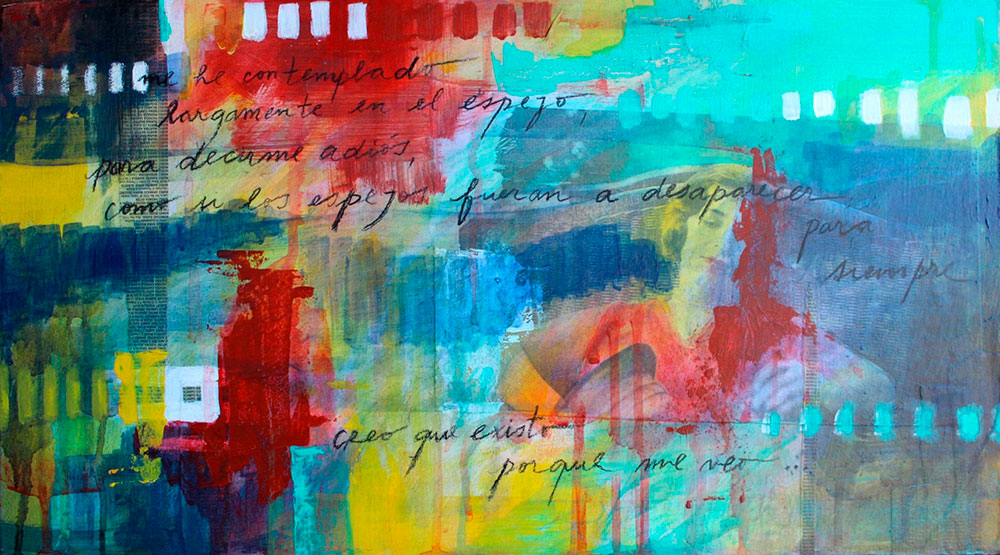 me he contemplado
largamente en el espejo,
para decirme adiós,
como si los espejos fueran a desaparecer
para
siempre
creo que existo
porque me veo...